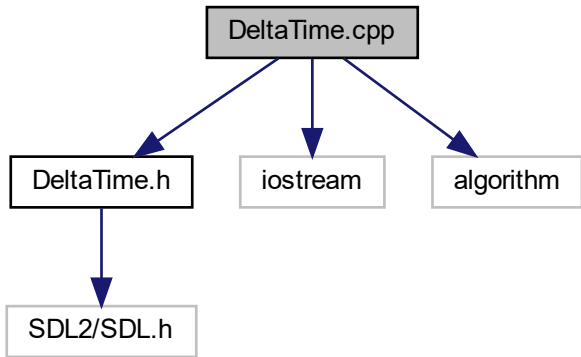 DeltaTime.cpp
DeltaTime.h
iostream
algorithm
SDL2/SDL.h